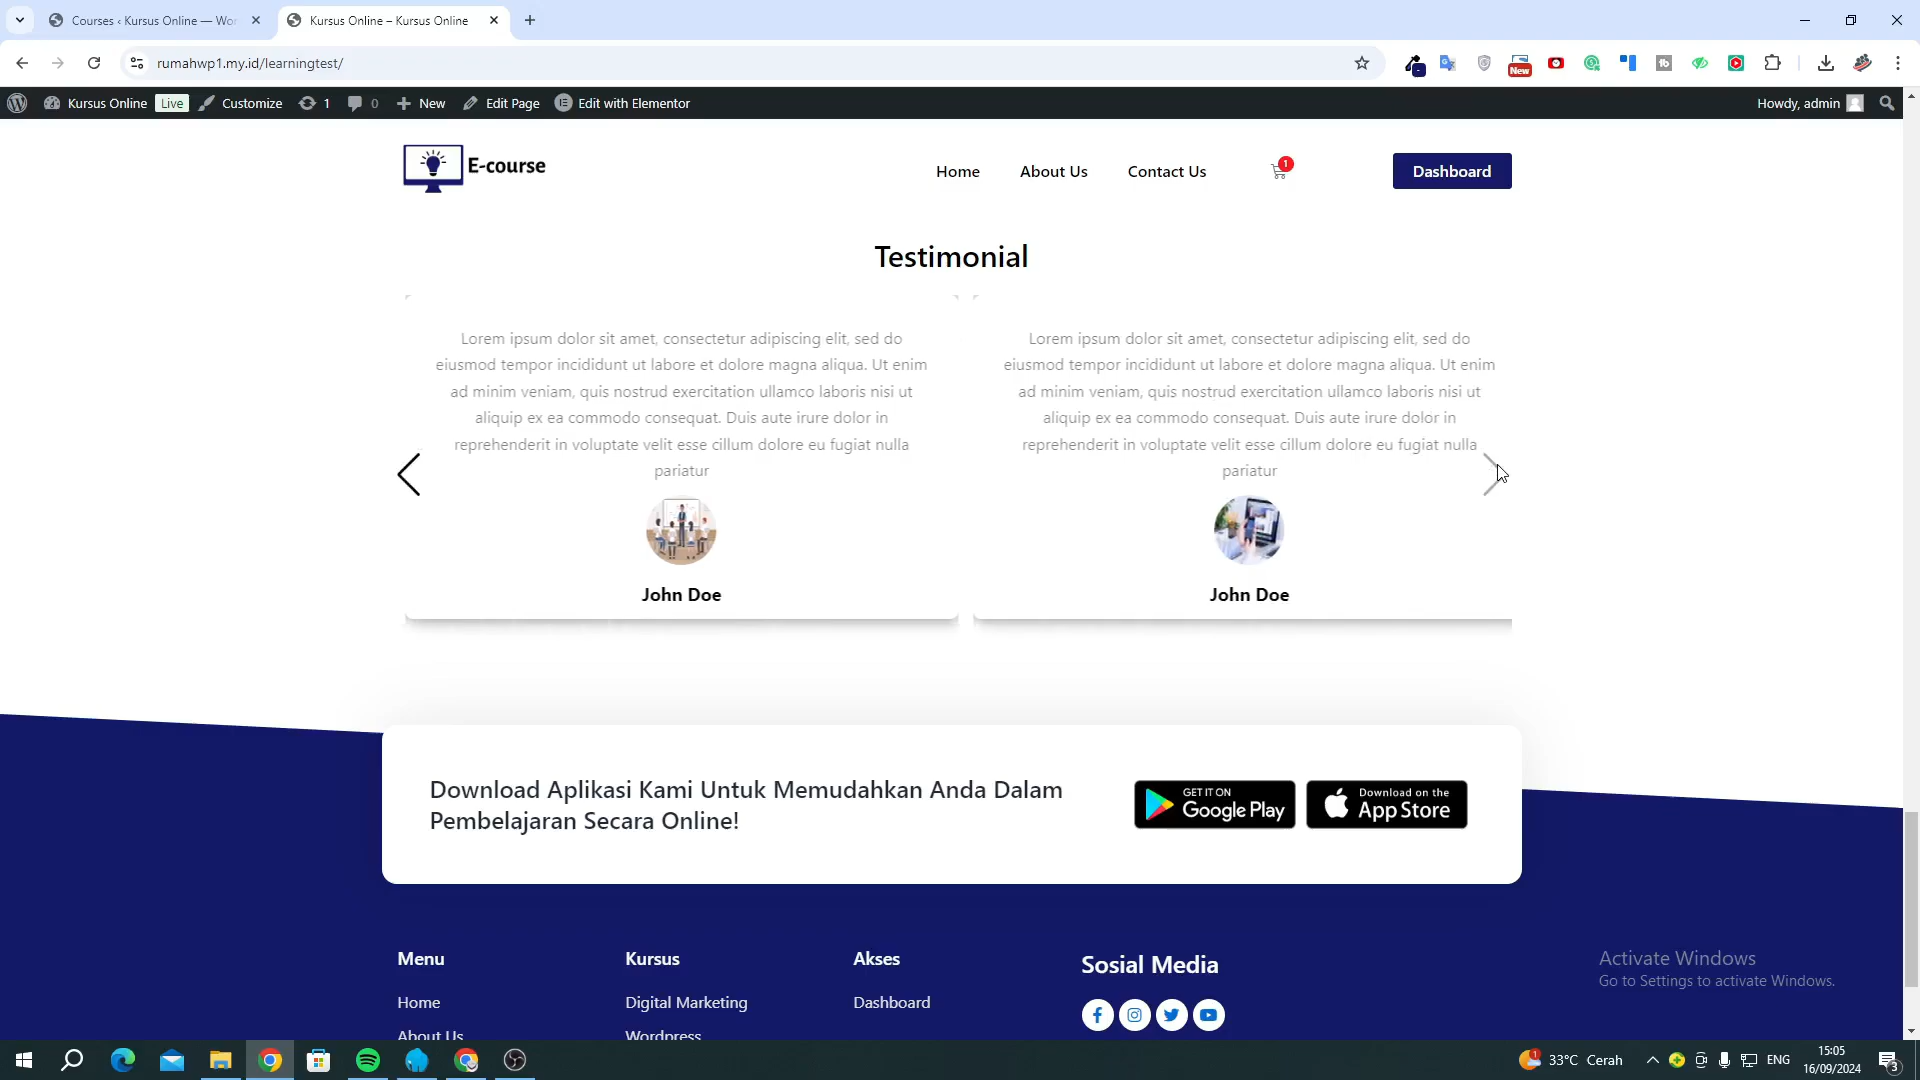 Courses ‹ Kursus Online — Wor
Kursus Online – Kursus Online
rumahwp1.my.id/learningtest/
New
Kursus Online
Live
Customize
1
0
New
Edit Page
Edit with Elementor
Howdy, admin
E-course
Home
About Us
Contact Us
1
Dashboard
Testimonial
Lorem ipsum dolor sit amet, consectetur adipiscing elit, sed do
eiusmod tempor incididunt ut labore et dolore magna aliqua. Ut enim
ad minim veniam, quis nostrud exercitation ullamco laboris nisi ut
aliquip ex ea commodo consequat. Duis aute irure dolor in
reprehenderit in voluptate velit esse cillum dolore eu fugiat nulla
pariatur
John Doe
Lorem ipsum dolor sit amet, consectetur adipiscing elit, sed do
eiusmod tempor incididunt ut labore et dolore magna aliqua. Ut enim
ad minim veniam, quis nostrud exercitation ullamco laboris nisi ut
aliquip ex ea commodo consequat. Duis aute irure dolor in
reprehenderit in voluptate velit esse cillum dolore eu fugiat nulla
pariatur
John Doe
Download Aplikasi Kami Untuk Memudahkan Anda Dalam
Pembelajaran Secara Online!
GET IT ON
Google Play
Download on the
App Store
Menu
Home
About Us
Kursus
Digital Marketing
Wordpress
Akses
Dashboard
Sosial Media
Activate Windows
Go to Settings to activate Windows.
1
33°C Cerah
ENG
15:05
16/09/2024
3